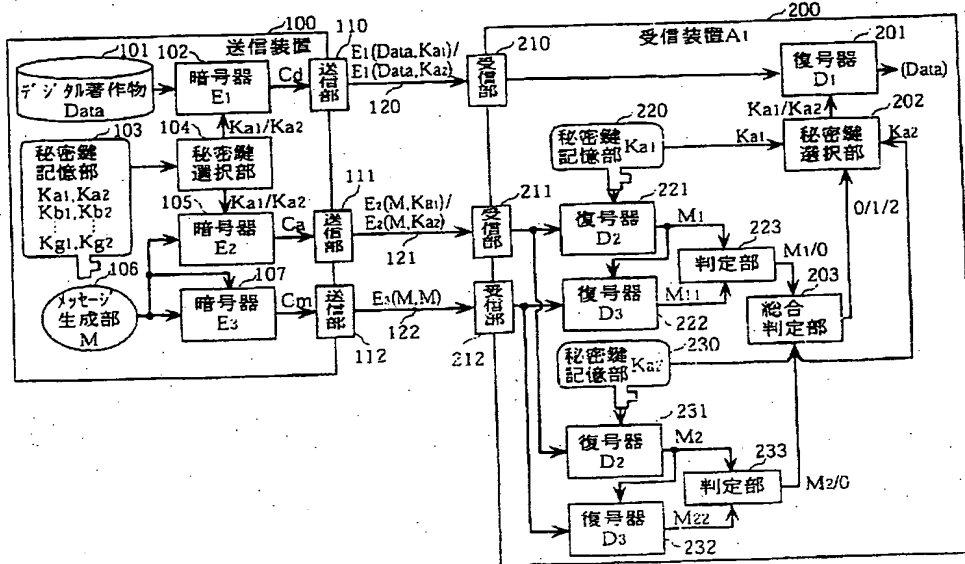 100
送信装置
101
デジタル著作物
Data
102
暗号器
E1
Cd
110
送信部
E1(Data,Ka1)/
E1(Data,Ka2)
120
103
秘密鍵
記憶部
Ka1,Ka2
Kb1,Kb2
Kg1,Kg2
104
秘密鍵
選択部
Ka1/Ka2
Ka1/Ka2
105
暗号器
E2
Ca
111
送信部
E2(M,Ka1)/
E2(M,Ka2)
121
106
メッセージ
生成部
M
107
暗号器
E3
Cm
送信部
112
E3(M,M)
122
200
受信装置A1
210
受信部
201
復号器
D1
(Data)
Ka1/Ka2
202
秘密鍵
選択部
Ka1
Ka2
220
秘密鍵
記憶部
Ka1
211
受信部
221
復号器
D2
M1
223
判定部
M1/0
0/1/2
203
総合
判定部
受信部
212
復号器
D3
M11
222
230
秘密鍵
記憶部
Ka2
231
復号器
D2
M2
233
判定部
M2/0
復号器
D3
M22
232